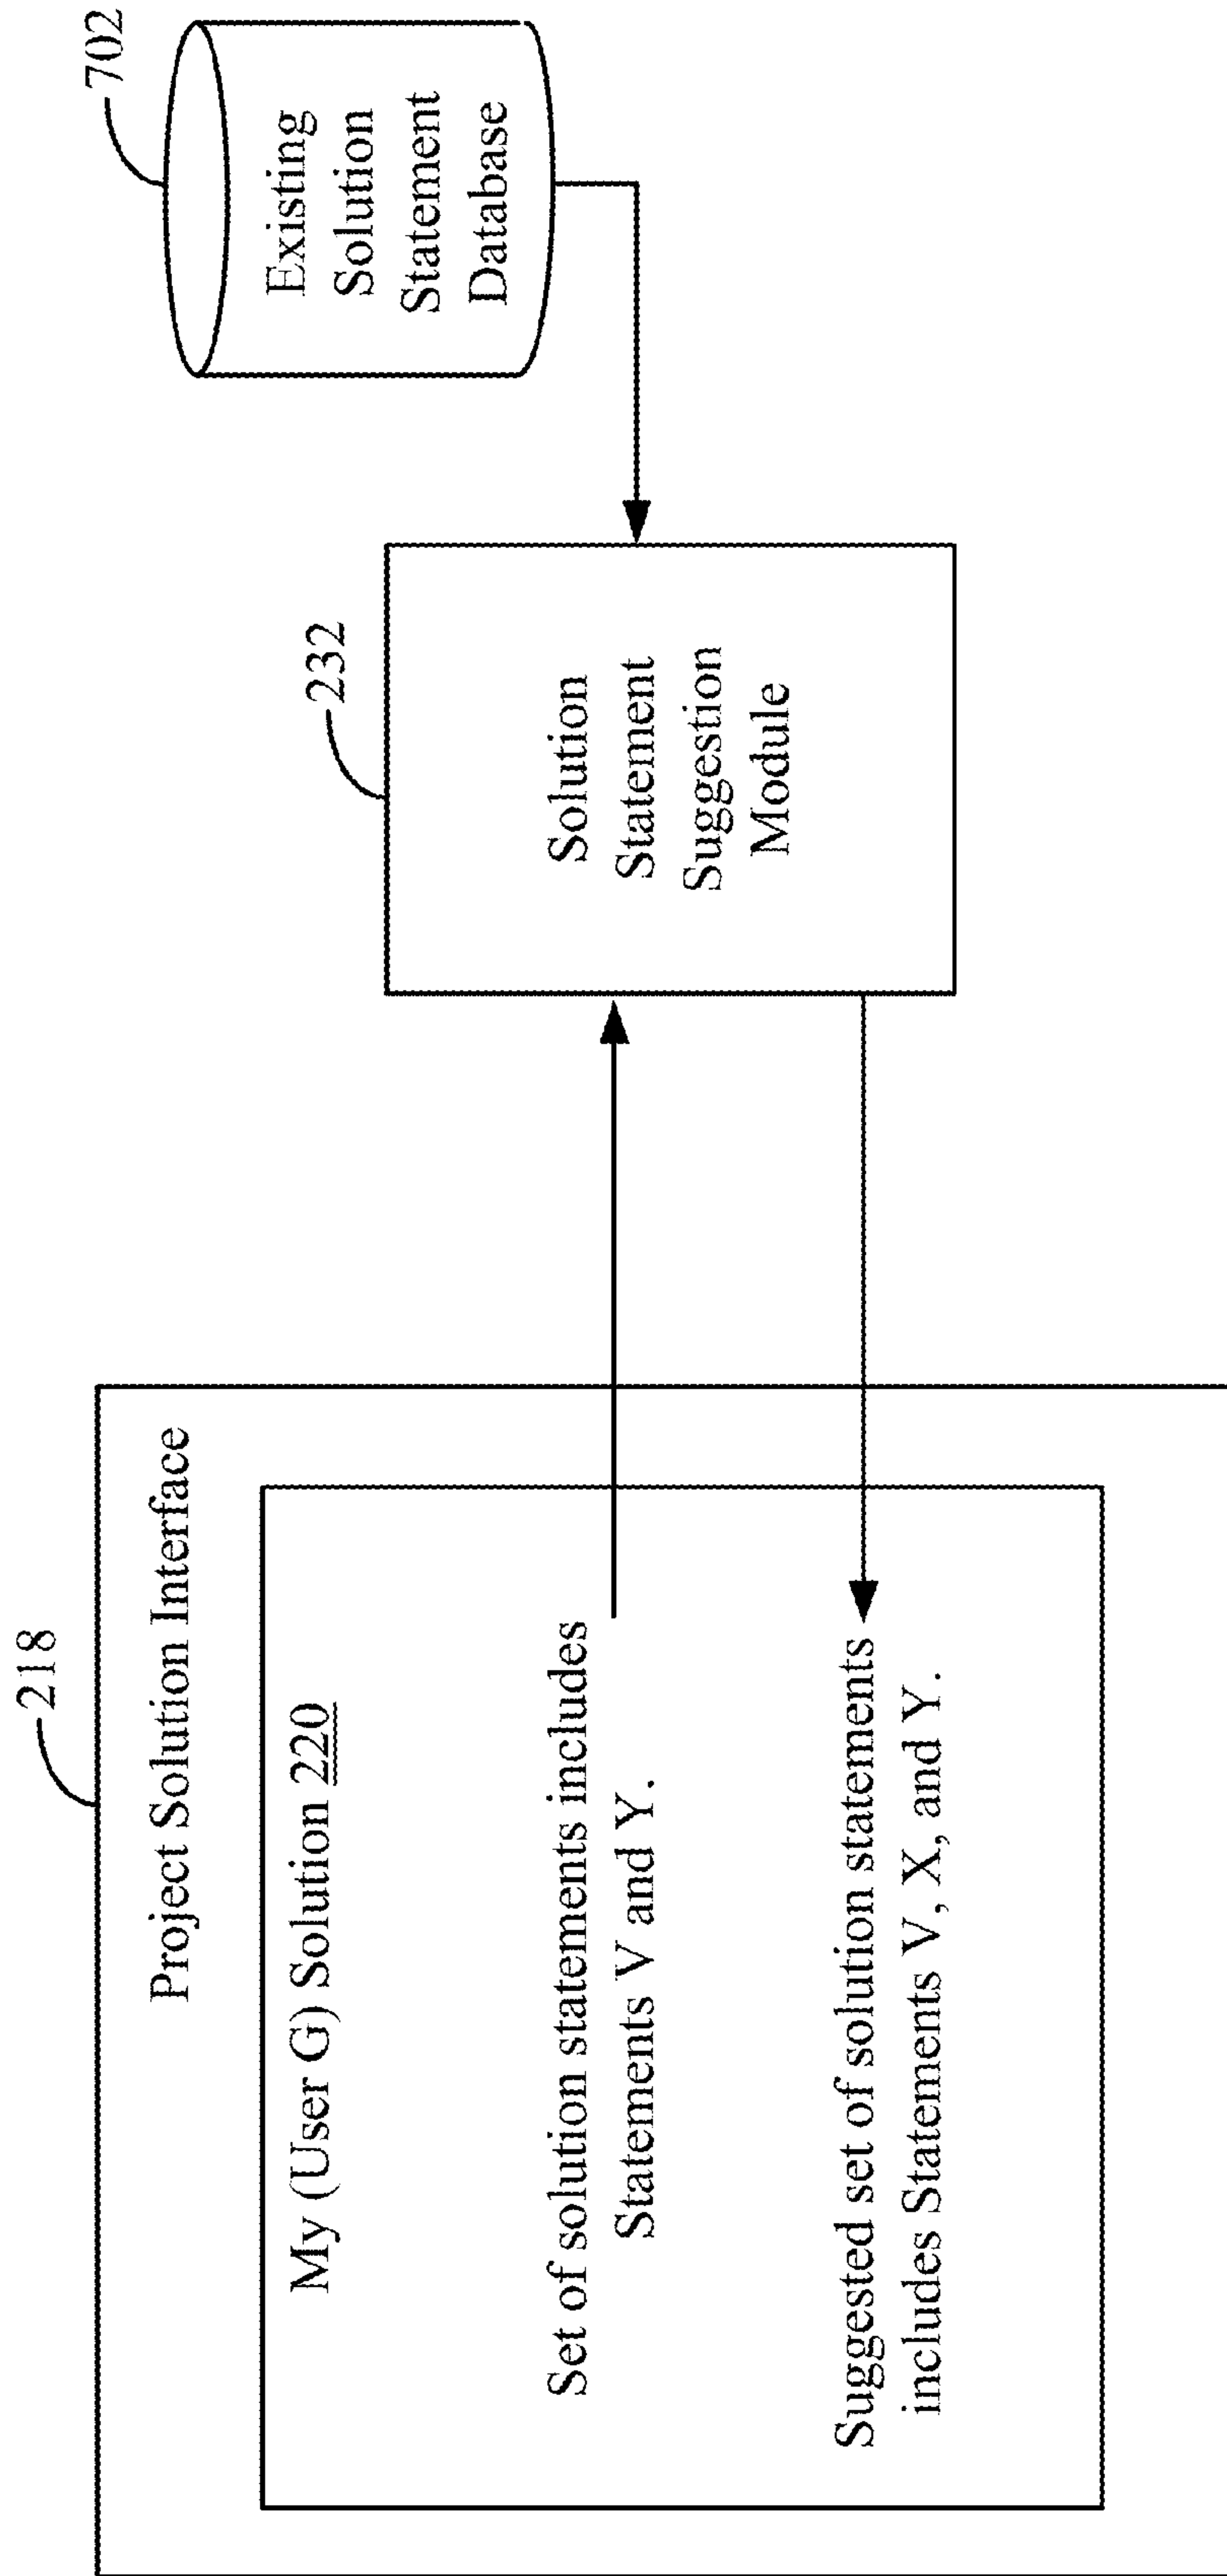 218
Project Solution Interface
My (User G) Solution 220
Set of solution statements includes
Statements V and Y.
Suggested set of solution statements
includes Statements V, X, and Y.
232
Solution
Statement
Suggestion
Module
702
Existing
Solution
Statement
Database